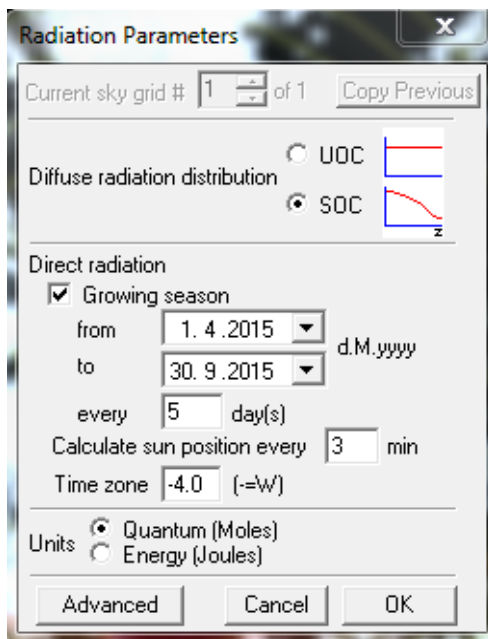 Radiation Parameters
x
Current sky grid # 1 of 1 Copy Previous
Diffuse radiation distribution
UOC
SOC
z
Direct radiation
Growing season
from 1. 4 .2015
to 30. 9 .2015
d.M.yyyy
every 5 day(s)
Calculate sun position every 3 min
Time zone -4.0 (-=W)
Units
Quantum (Moles)
Energy (Joules)
Advanced Cancel OK